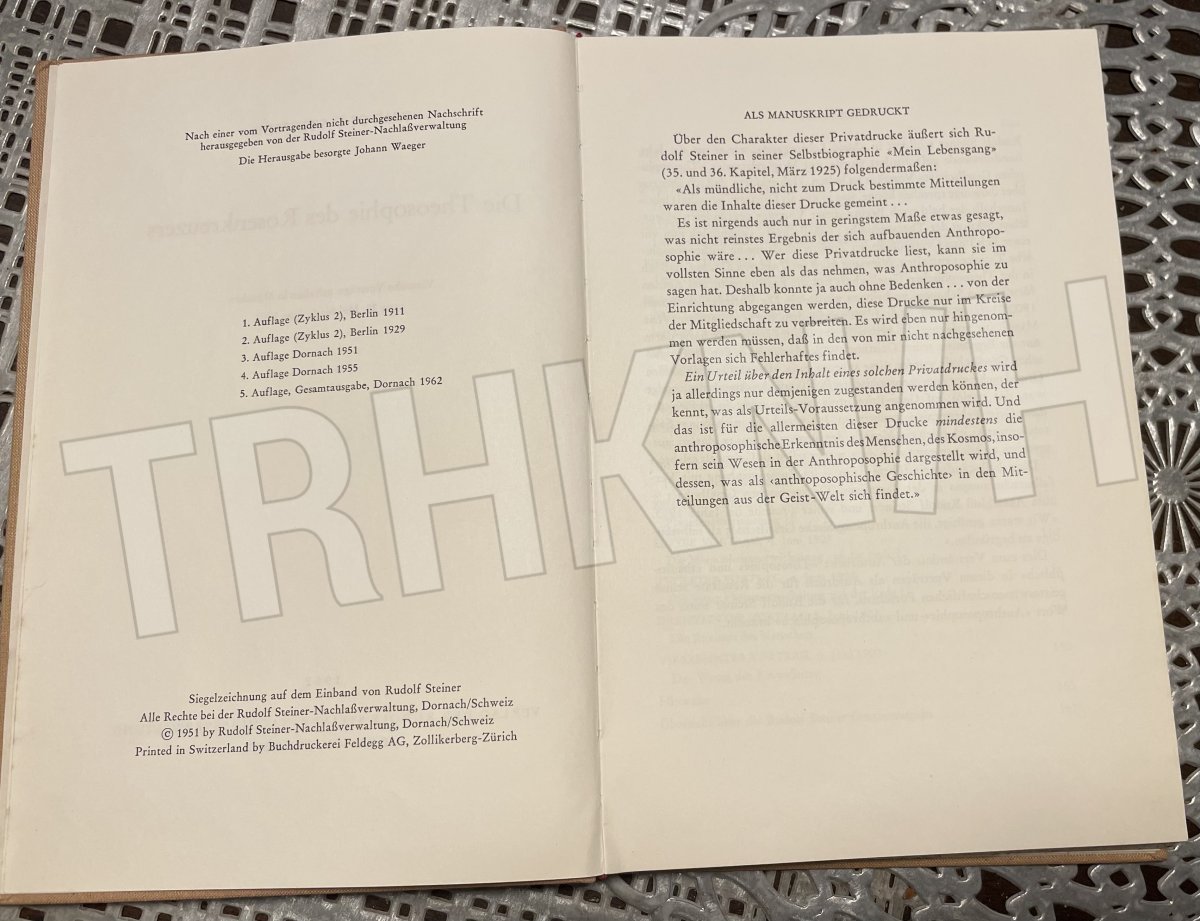 Nach einer vom Vortragenden nicht durchgesehenen Nachschrift
herausgegeben von der Rudolf Steiner-Nachlaßverwaltung
Die Herausgabe besorgte Johann Waeger
1. Auflage (Zyklus 2), Berlin 1911
2. Auflage (Zyklus 2), Berlin 1929
3. Auflage Dornach 1951
4. Auflage Dornach 1955
5. Auflage, Gesamtausgabe, Dornach 1962
Siegelzeichnung auf dem Einband von Rudolf Steiner
Alle Rechte bei der Rudolf Steiner-Nachlaßverwaltung, Dornach/Schweiz
© 1951 by Rudolf Steiner-Nachlaßverwaltung, Dornach/Schweiz
Printed in Switzerland by Buchdruckerei Feldegg AG, Zollikerberg-Zürich
ALS MANUSKRIPT GEDRUCKT
Über den Charakter dieser Privatdrucke äußert sich Ru-
dolf Steiner in seiner Selbstbiographie «Mein Lebensgang»
(35. und 36. Kapitel, März 1925) folgendermaßen:
«Als mündliche, nicht zum Druck bestimmte Mitteilungen
waren die Inhalte dieser Drucke gemeint . . .
Es ist nirgends auch nur in geringstem Maße etwas gesagt,
was nicht reinstes Ergebnis der sich aufbauenden Anthropo-
sophie wäre . . . Wer diese Privatdrucke liest, kann sie im
vollsten Sinne eben als das nehmen, was Anthroposophie zu
sagen hat. Deshalb konnte ja auch ohne Bedenken . . . von der
Einrichtung abgegangen werden, diese Drucke nur im Kreise
der Mitgliedschaft zu verbreiten. Es wird eben nur hingenom-
men werden müssen, daß in den von mir nicht nachgesehenen
Vorlagen sich Fehlerhaftes findet.
Ein Urteil über den Inhalt eines solchen Privatdruckes wird
ja allerdings nur demjenigen zugestanden werden können, der
kennt, was als Urteils-Voraussetzung angenommen wird. Und
das ist für die allermeisten dieser Drucke mindestens die
anthroposophische Erkenntnis des Menschen, des Kosmos, inso-
fern sein Wesen in der Anthroposophie dargestellt wird, und
dessen, was als ‹anthroposophische Geschichte› in den Mit-
teilungen aus der Geist-Welt sich findet.»
TRHKNVH